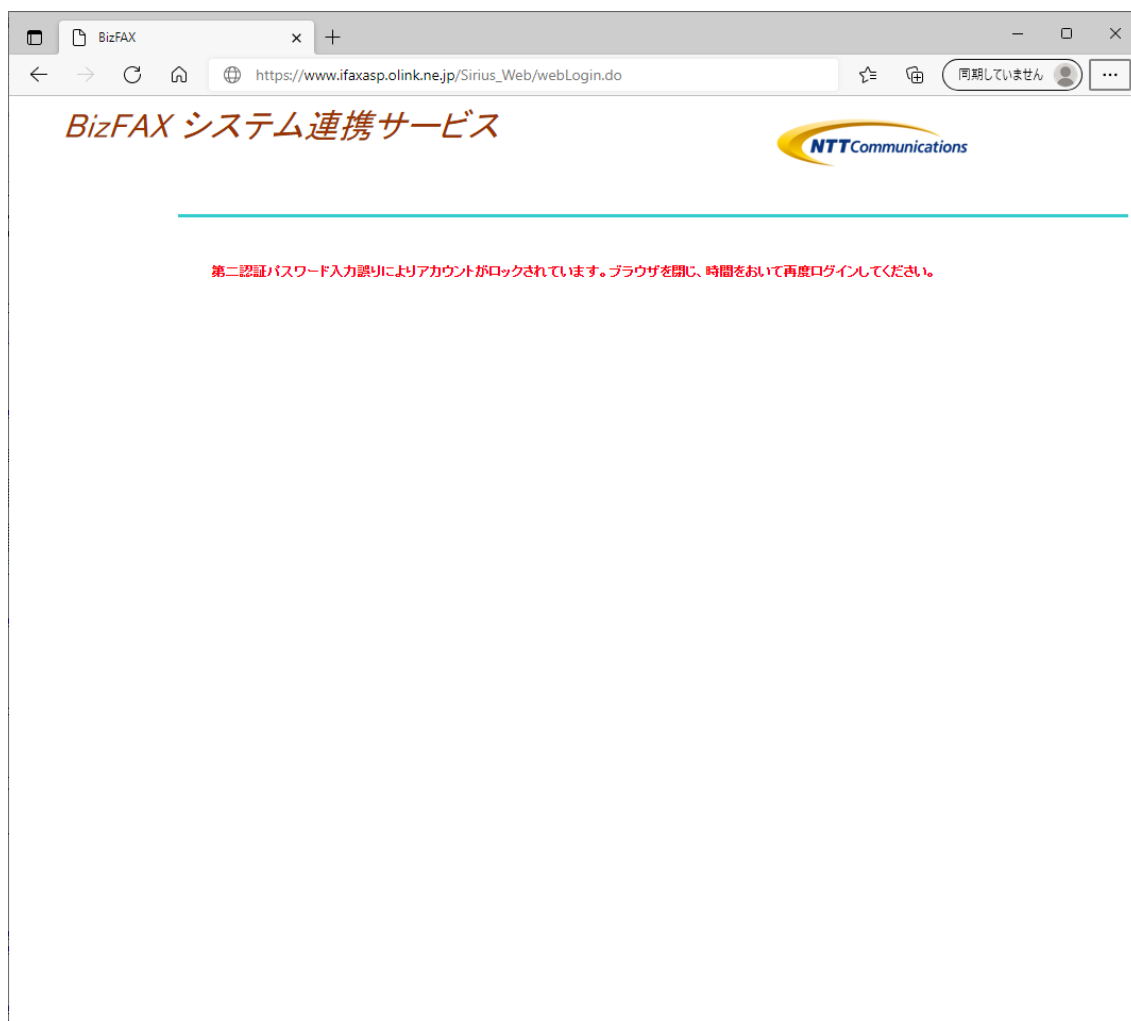 BizFAX
https://www.ifaxasp.olink.ne.jp/Sirius_Web/webLogin.do
同期していません
BizFAX システム連携サービス
NTT Communications
第二認証パスワード入力誤りによりアカウントがロックされています。ブラウザを閉じ、時間をおいて再度ログインしてください。